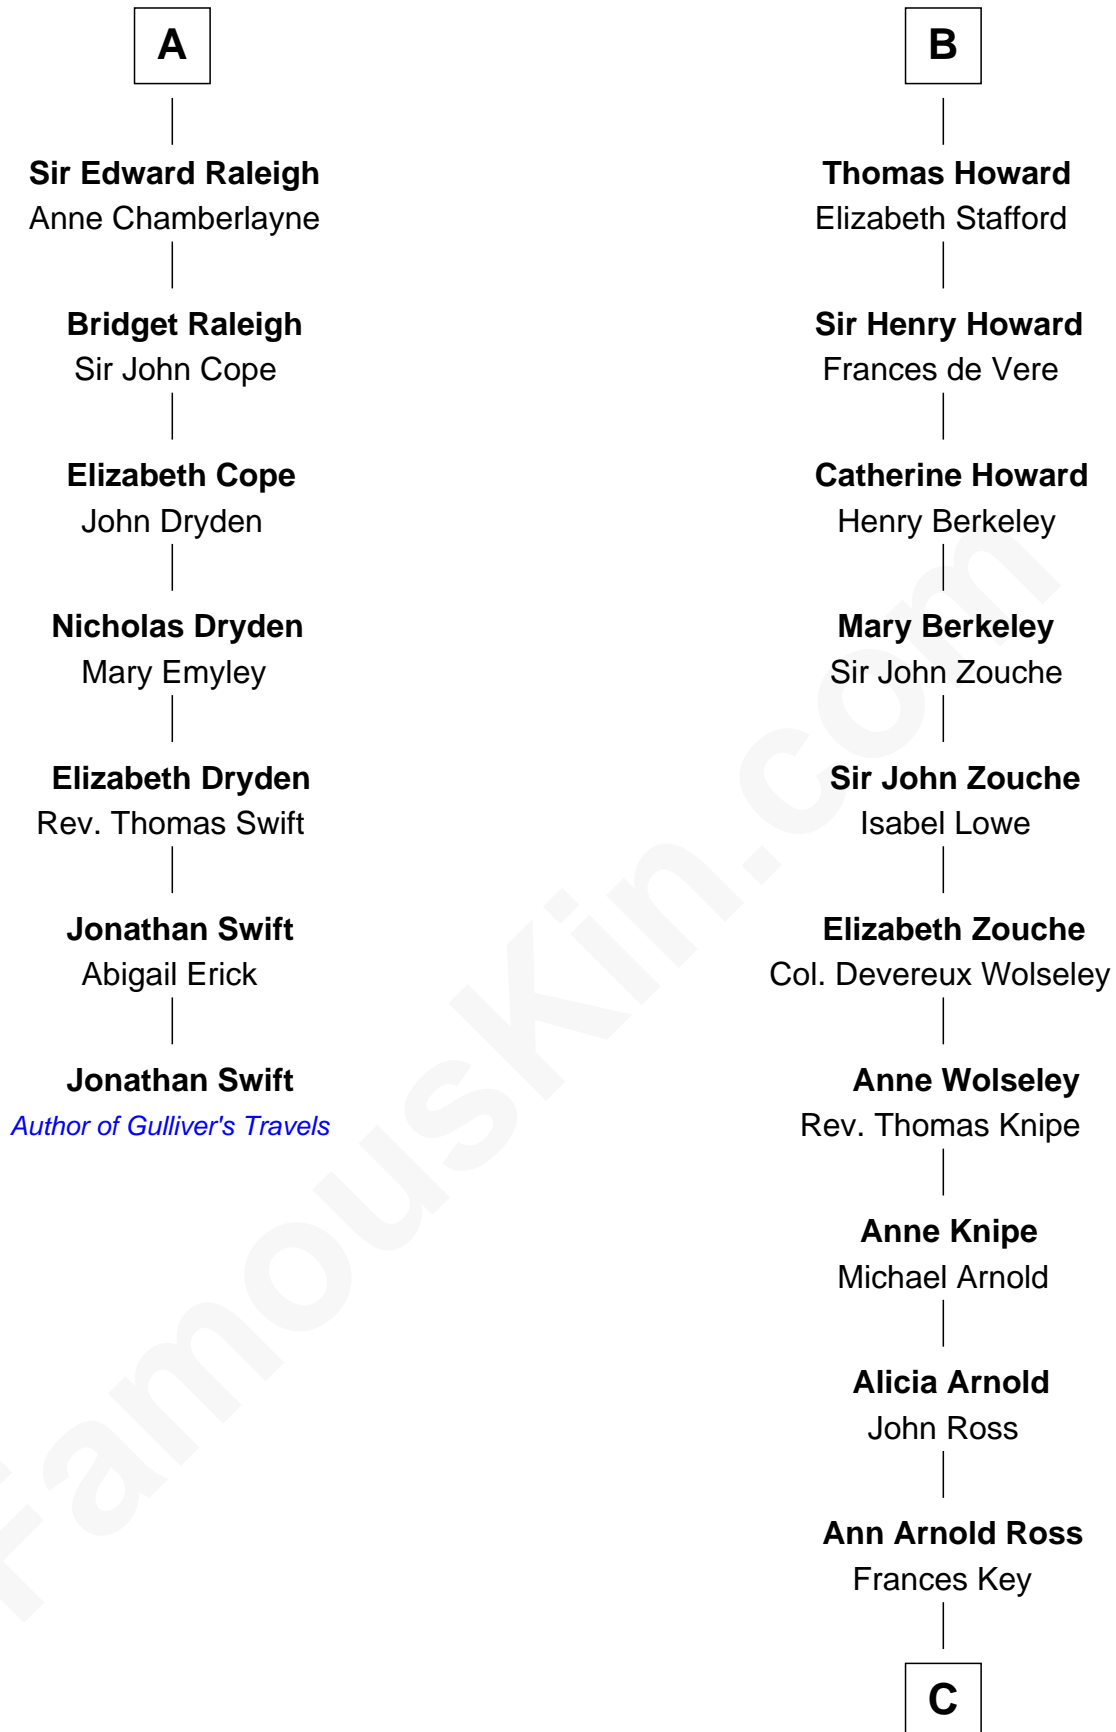 A
Sir Edward Raleigh
Anne Chamberlayne
Bridget Raleigh
Sir John Cope
Elizabeth Cope
John Dryden
Nicholas Dryden
Mary Emyley
Elizabeth Dryden
Rev. Thomas Swift
Jonathan Swift
Abigail Erick
Jonathan Swift
Author of Gulliver's Travels
B
Thomas Howard
Elizabeth Stafford
Sir Henry Howard
Frances de Vere
Catherine Howard
Henry Berkeley
Mary Berkeley
Sir John Zouche
Sir John Zouche
Isabel Lowe
Elizabeth Zouche
Col. Devereux Wolseley
Anne Wolseley
Rev. Thomas Knipe
Anne Knipe
Michael Arnold
Alicia Arnold
John Ross
Ann Arnold Ross
Frances Key
C
FamousKin.com